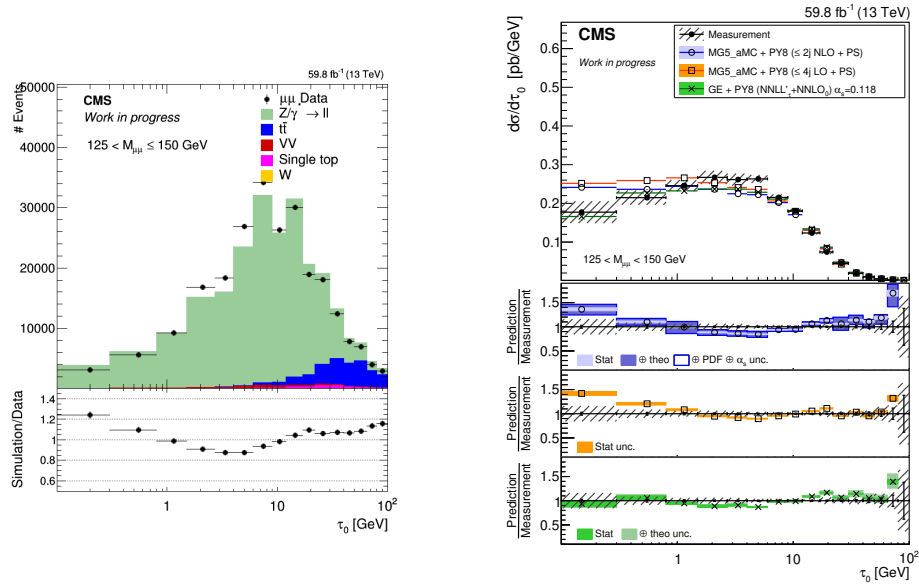 59.8 fb⁻¹ (13 TeV)
# Events
50000
40000
30000
20000
10000
CMS
Work in progress
125 < M_μμ ≤ 150 GeV
μμ Data
Z/γ* → ll
tt̄
VV
Single top
W
Simulation/Data
1.4
1.2
1
0.8
0.6
1
10
10²
τ₀ [GeV]
59.8 fb⁻¹ (13 TeV)
dσ/dτ₀ [pb/GeV]
0.6
0.5
0.4
0.3
0.2
0.1
CMS
Work in progress
Measurement
MG5_aMC + PY8 (≤ 2j NLO + PS)
MG5_aMC + PY8 (≤ 4j LO + PS)
GE + PY8 (NNLL'_τ+NNLO₀) α_s=0.118
125 < M_μμ < 150 GeV
Prediction
Measurement
1.5
1
0.5
Stat
⊕ theo
⊕ PDF ⊕ α_s unc.
Prediction
Measurement
1.5
1
0.5
Stat unc.
Prediction
Measurement
1.5
1
0.5
Stat
⊕ theo unc.
1
10
10²
τ₀ [GeV]